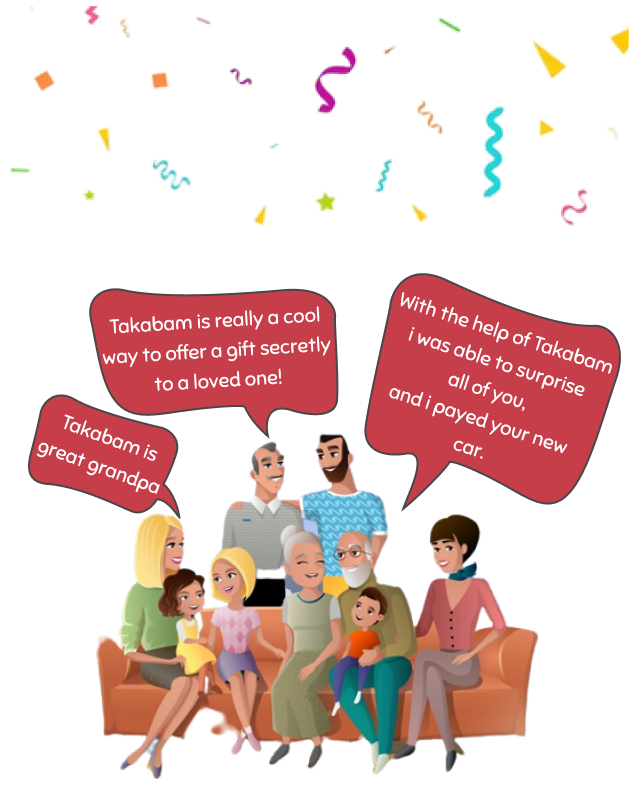 Takabam is really a cool
way to offer a gift secretly
to a loved one!
With the help of Takabam
i was able to surprise
all of you,
and i payed your new
car.
Takabam is
great grandpa